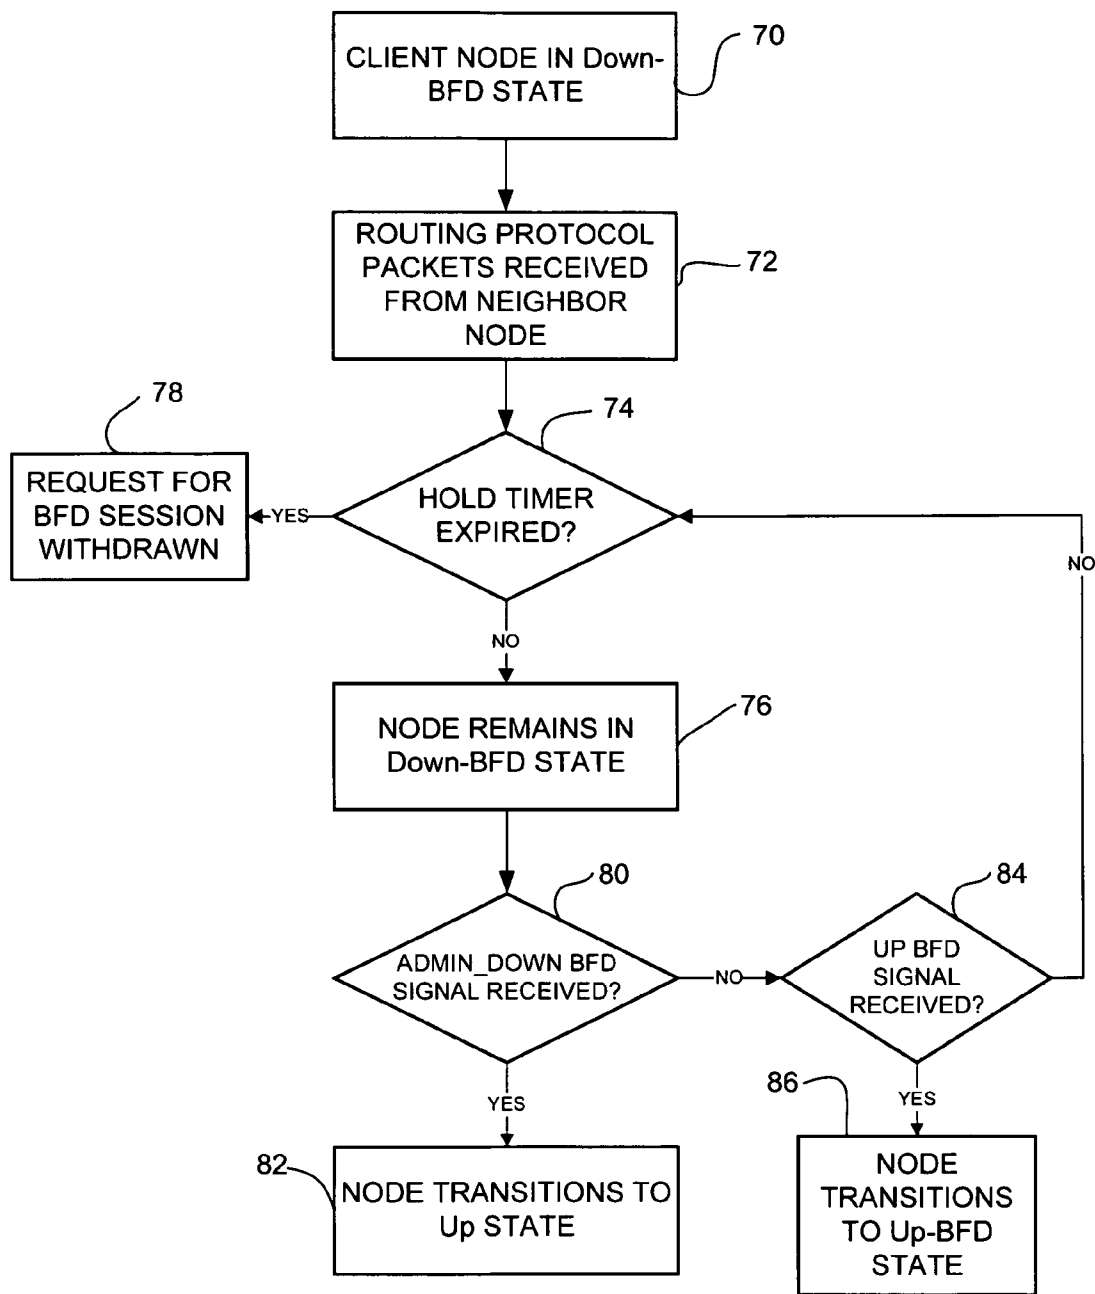 CLIENT NODE IN Down-
BFD STATE
70
ROUTING PROTOCOL
PACKETS RECEIVED
FROM NEIGHBOR
NODE
72
78
74
REQUEST FOR
BFD SESSION
WITHDRAWN
YES
HOLD TIMER
EXPIRED?
NO
NO
NODE REMAINS IN
Down-BFD STATE
76
80
84
ADMIN_DOWN BFD
SIGNAL RECEIVED?
NO
UP BFD
SIGNAL
RECEIVED?
YES
86
YES
82
NODE TRANSITIONS TO
Up STATE
NODE
TRANSITIONS
TO Up-BFD
STATE